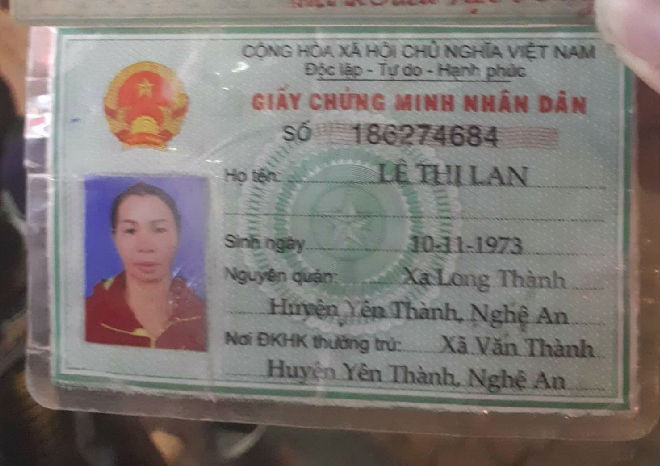 CỘNG HÒA XÃ HỘI CHỦ NGHĨA VIỆT NAM
Độc lập - Tự do - Hạnh phúc
GIẤY CHỨNG MINH NHÂN DÂN
SỐ 186274684
Họ tên: LÊ THỊ LAN
Sinh ngày 10-11-1973
Nguyên quán: Xã Long Thành
Huyện Yên Thành, Nghệ An
Nơi ĐKHK thường trú: Xã Văn Thành
Huyện Yên Thành, Nghệ An